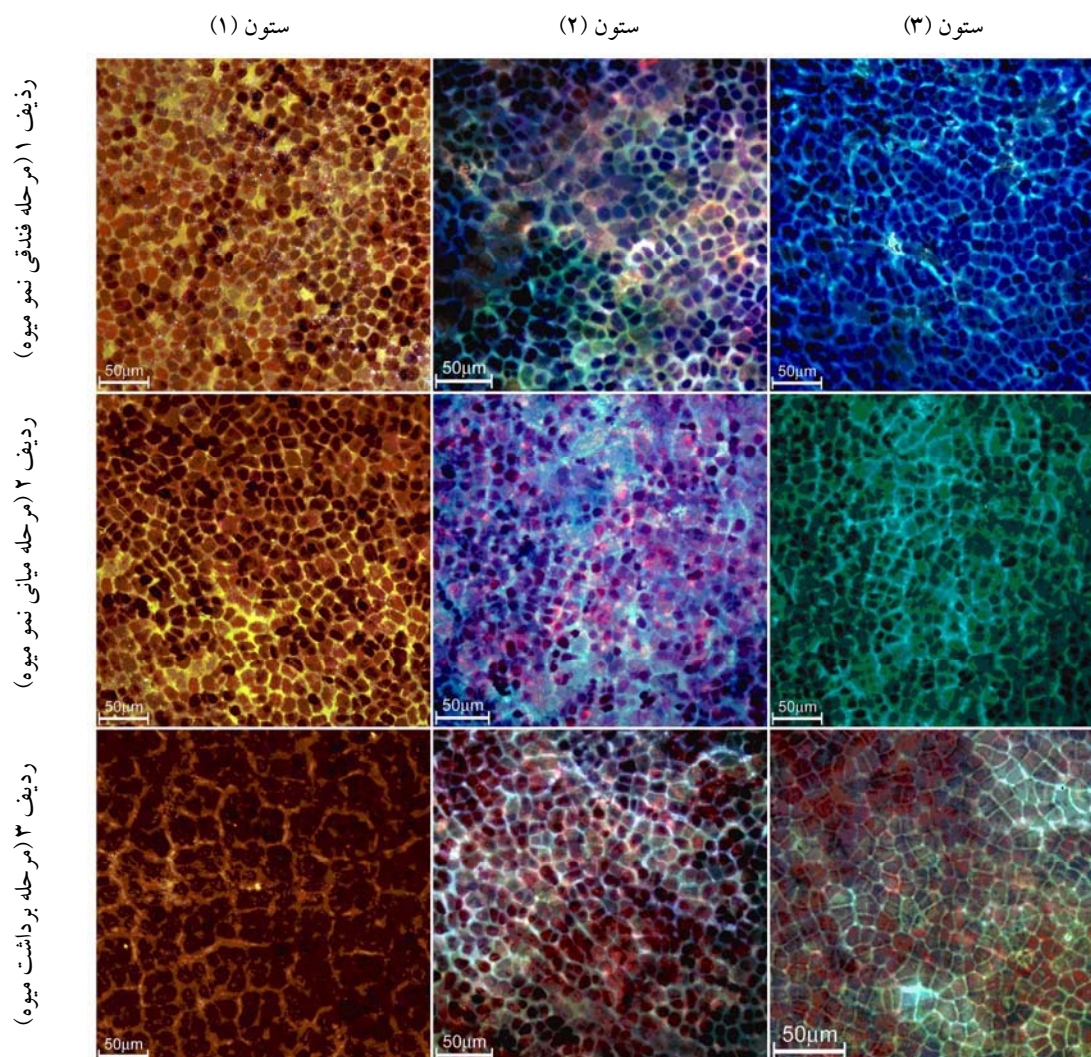 ستون (۱)
ستون (۲)
ستون (۳)
ردیف ۱ (مرحله فندقی نمو میوه)
50μm
50μm
50μm
ردیف ۲ (مرحله میانی نمو میوه)
50μm
50μm
50μm
ردیف ۳ (مرحله برداشت میوه)
50μm
50μm
50μm